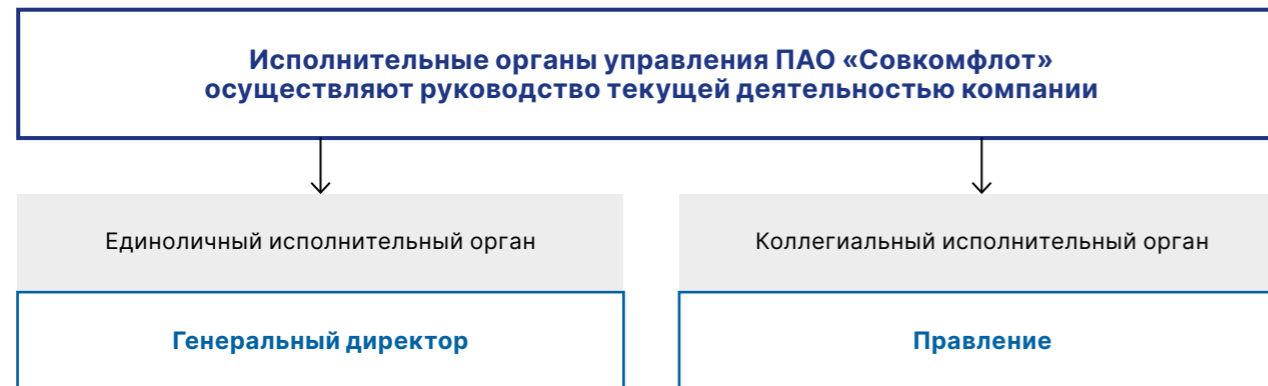 Исполнительные органы управления ПАО «Совкомфлот»
осуществляют руководство текущей деятельностью компании
Единоличный исполнительный орган
Коллегиальный исполнительный орган
Генеральный директор
Правление